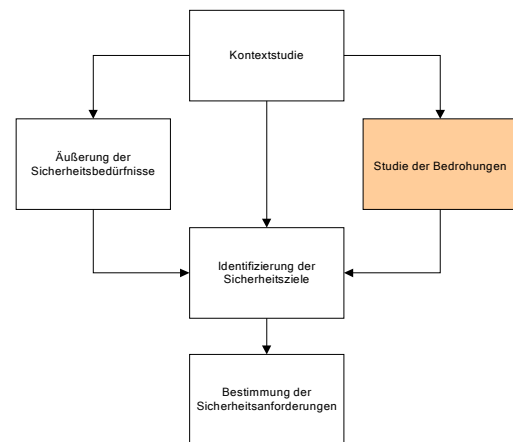 Kontextstudie
Äußerung der
Sicherheitsbedürfnisse
Studie der Bedrohungen
Identifizierung der
Sicherheitsziele
Bestimmung der
Sicherheitsanforderungen